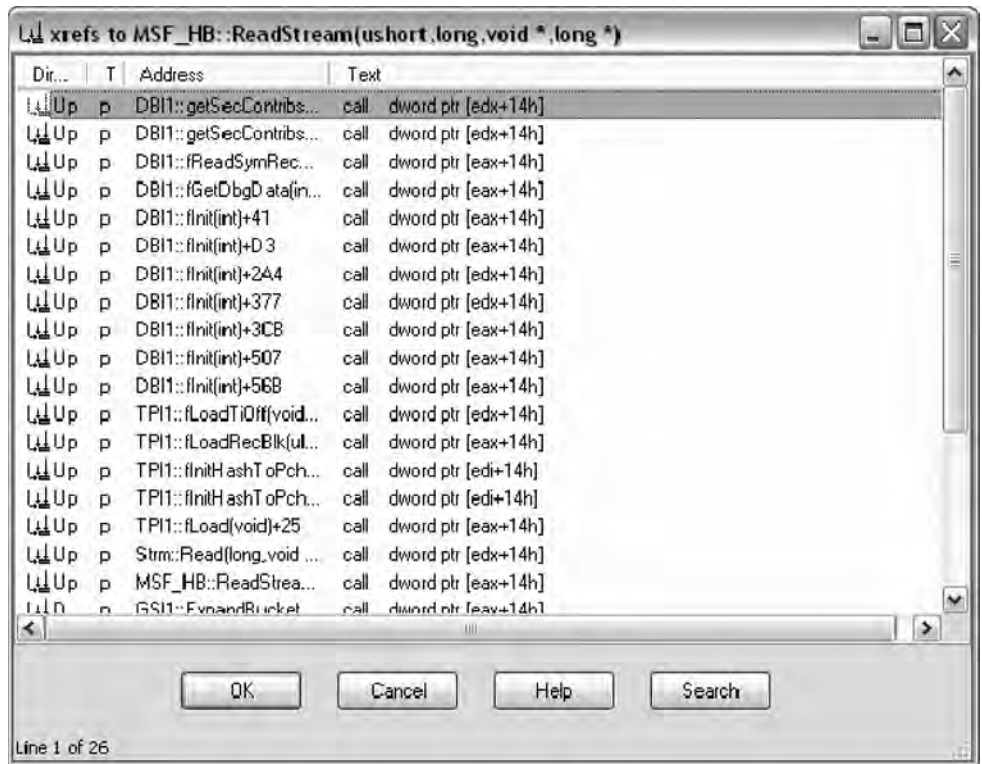 xrefs to MSF_HB::ReadStream(ushort,long,void *,long *)
Dir... T Address Text
Up p DBI1::getSecContribs... call dword ptr [edx+14h]
Up p DBI1::getSecContribs... call dword ptr [edx+14h]
Up p DBI1::fReadSymRec... call dword ptr [eax+14h]
Up p DBI1::fGetDbgData(in... call dword ptr [eax+14h]
Up p DBI1::fInit(int)+41 call dword ptr [eax+14h]
Up p DBI1::fInit(int)+D3 call dword ptr [eax+14h]
Up p DBI1::fInit(int)+2A4 call dword ptr [eax+14h]
Up p DBI1::fInit(int)+377 call dword ptr [eax+14h]
Up p DBI1::fInit(int)+3CB call dword ptr [eax+14h]
Up p DBI1::fInit(int)+507 call dword ptr [eax+14h]
Up p DBI1::fInit(int)+56B call dword ptr [eax+14h]
Up p TPI1::fLoadTiOff(void... call dword ptr [edx+14h]
Up p TPI1::fLoadRecBlk(ul... call dword ptr [eax+14h]
Up p TPI1::fInitHashToPch... call dword ptr [edi+14h]
Up p TPI1::fInitHashToPch... call dword ptr [edi+14h]
Up p TPI1::fLoad(void)+25 call dword ptr [eax+14h]
Up p Strm::Read(long,void ... call dword ptr [edx+14h]
Up p MSF_HB::ReadStrea... call dword ptr [eax+14h]
D p GSI1::ExpandBucket call dword ptr [eax+14h]
OK Cancel Help Search
Line 1 of 26